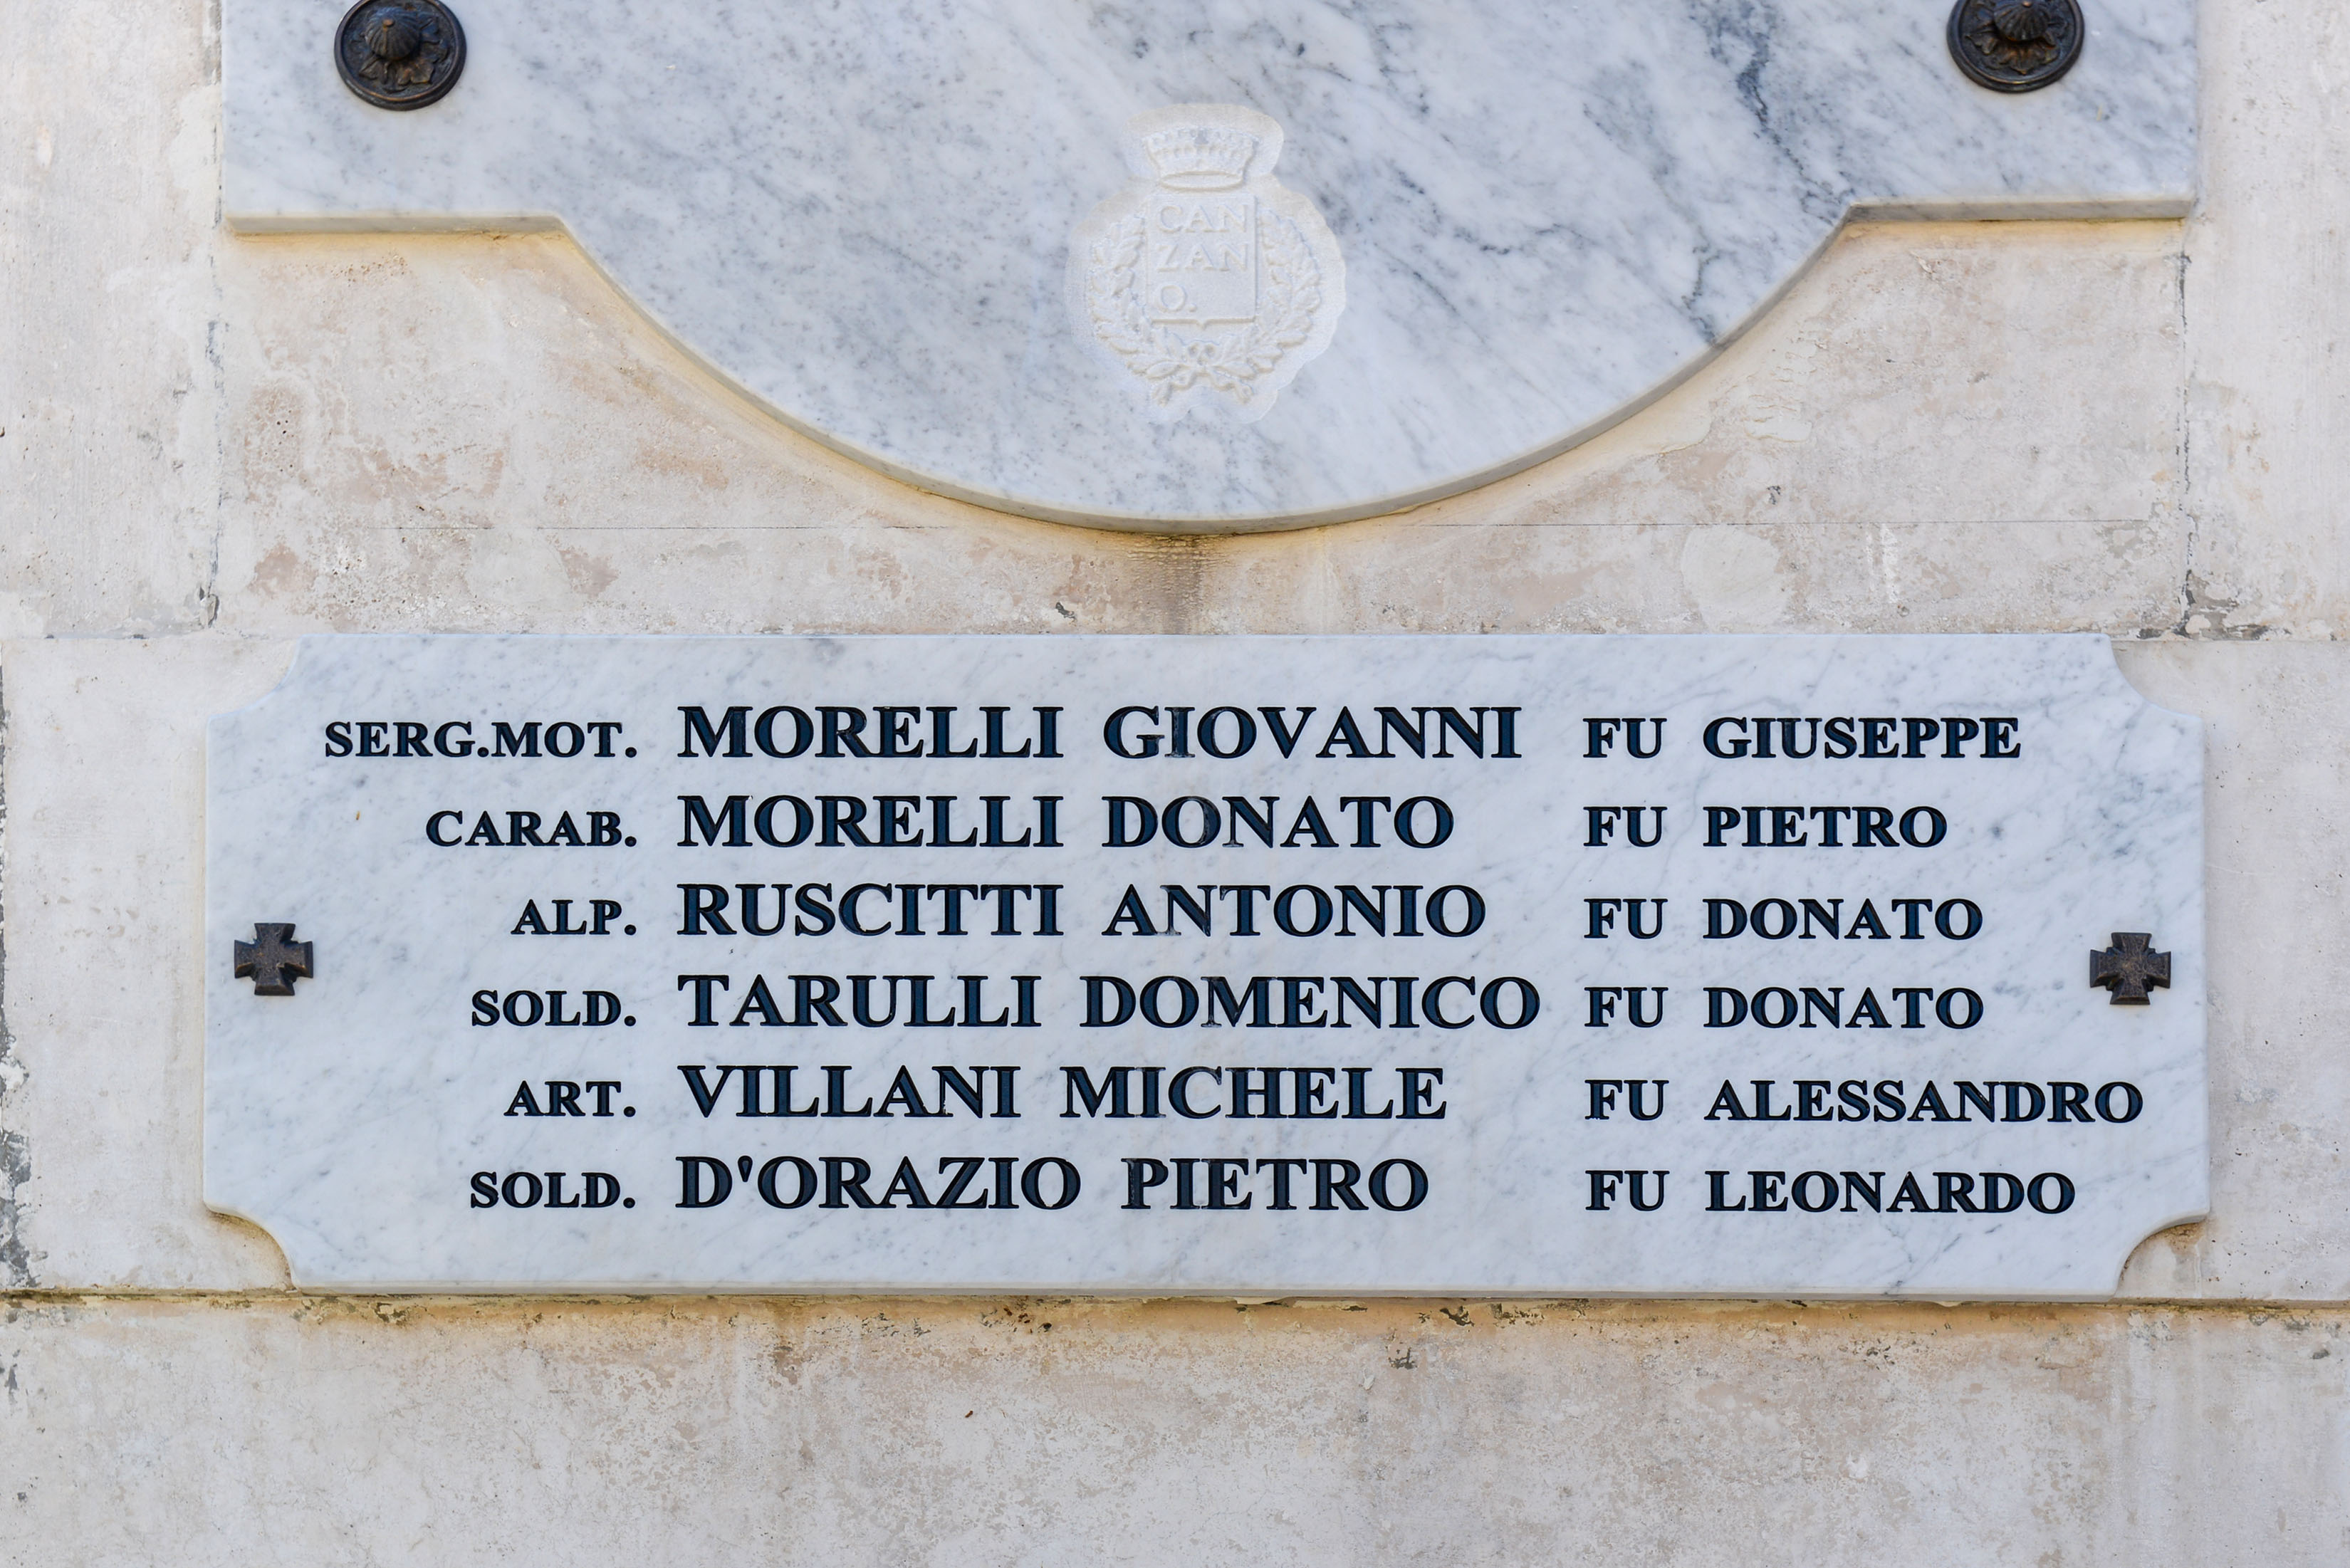 CAN
ZAN
O.
SERG.MOT. MORELLI GIOVANNI FU GIUSEPPE
CARAB. MORELLI DONATO FU PIETRO
ALP. RUSCITTI ANTONIO FU DONATO
SOLD. TARULLI DOMENICO FU DONATO
ART. VILLANI MICHELE FU ALESSANDRO
SOLD. D'ORAZIO PIETRO FU LEONARDO